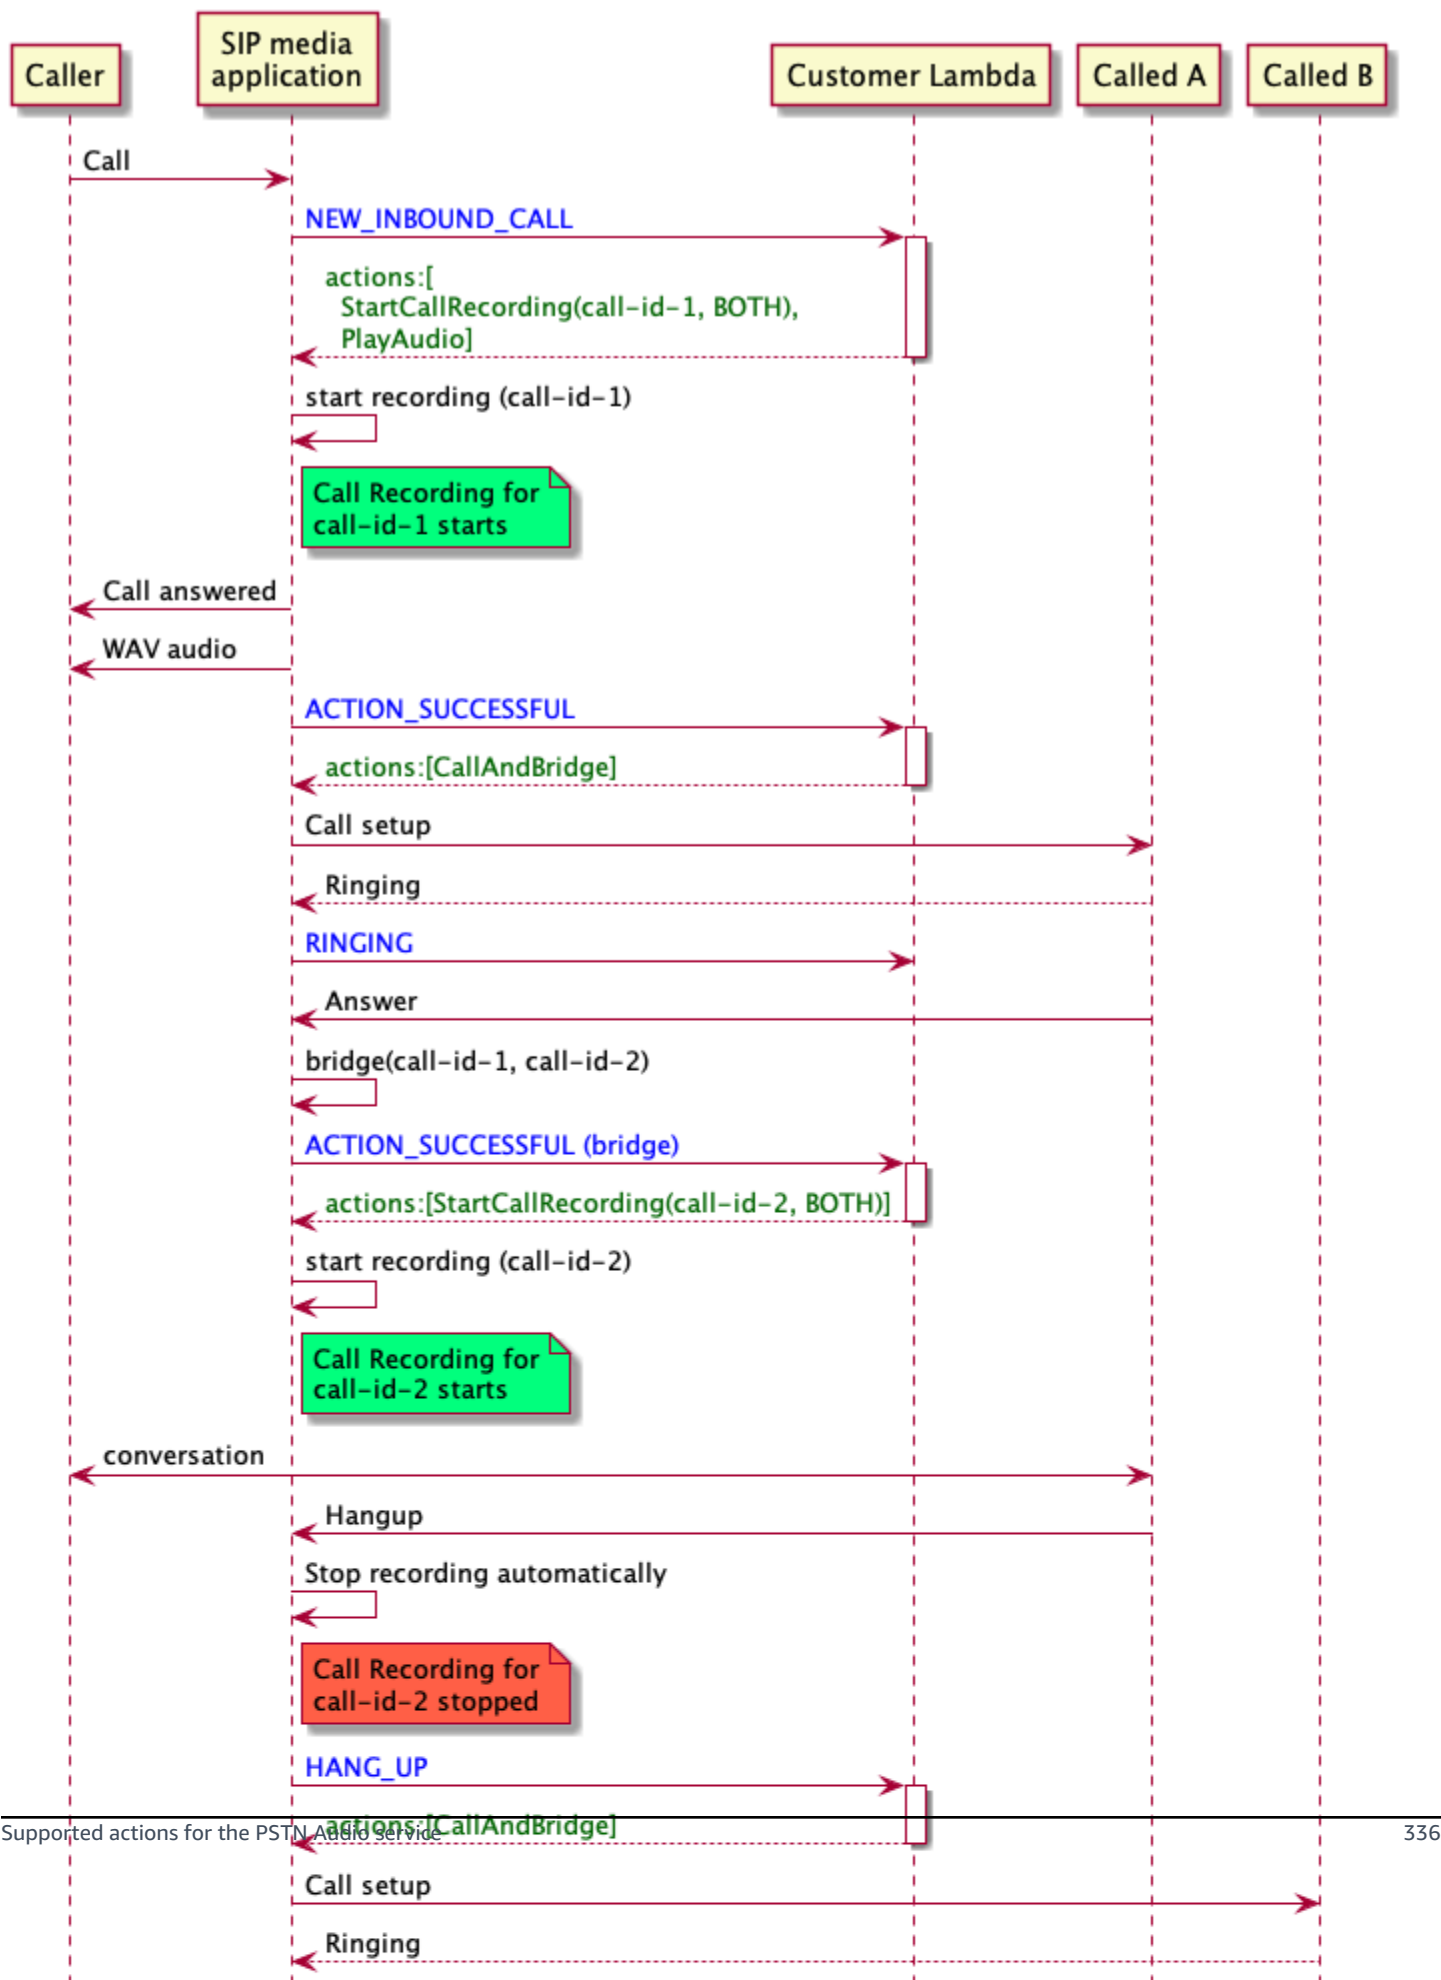 SIP media
application
Caller
Customer Lambda
Called A
Called B
Call
NEW_INBOUND_CALL
actions:[
StartCallRecording(call-id-1, BOTH),
PlayAudio]
start recording (call-id-1)
Call Recording for
call-id-1 starts
Call answered
WAV audio
ACTION_SUCCESSFUL
actions:[CallAndBridge]
Call setup
Ringing
RINGING
Answer
bridge(call-id-1, call-id-2)
ACTION_SUCCESSFUL (bridge)
actions:[StartCallRecording(call-id-2, BOTH)]
start recording (call-id-2)
Call Recording for
call-id-2 starts
conversation
Hangup
Stop recording automatically
Call Recording for
call-id-2 stopped
HANG_UP
actions:[CallAndBridge]
Supported actions for the PSTN Audio service
336
Call setup
Ringing